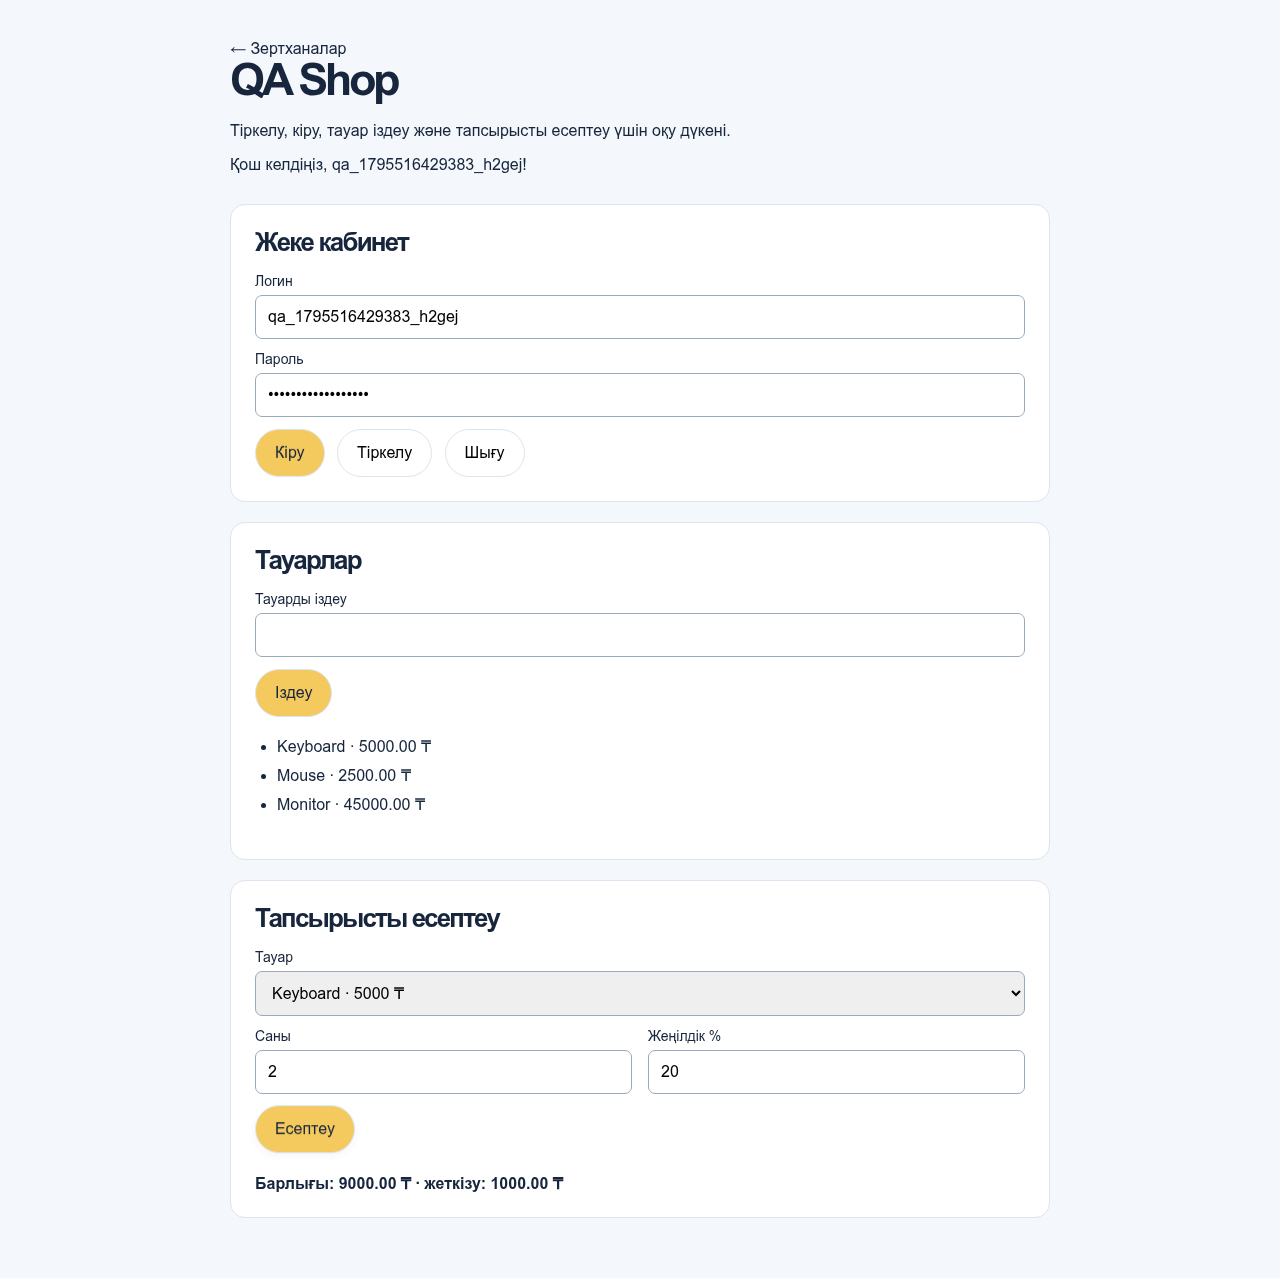 ← Зертханалар
QA Shop
Тіркелу, кіру, тауар іздеу және тапсырысты есептеу үшін оқу дүкені.
Қош келдіңіз, qa_1795516429383_h2gej!
Жеке кабинет
Логин
qa_1795516429383_h2gej
Пароль
••••••••••••••••••
Кіру Тіркелу Шығу
Тауарлар
Тауарды іздеу
Іздеу
• Keyboard · 5000.00 ₸
• Mouse · 2500.00 ₸
• Monitor · 45000.00 ₸
Тапсырысты есептеу
Тауар
Keyboard · 5000 ₸
Саны Жеңілдік %
2 20
Есептеу
Барлығы: 9000.00 ₸ · жеткізу: 1000.00 ₸